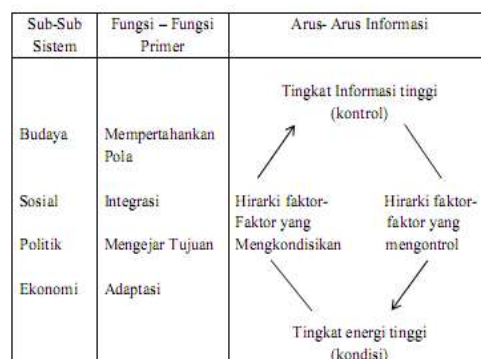 Sub-Sub Sistem
Fungsi – Fungsi Primer
Arus- Arus Informasi
Tingkat Informasi tinggi
(kontrol)
Budaya
Mempertahankan
Pola
Sosial
Integrasi
Hirarki faktor-
Faktor yang
Mengkondisikan
Hirarki faktor-
faktor yang
mengontrol
Politik
Mengejar Tujuan
Ekonomi
Adaptasi
Tingkat energi tinggi
(kondisi)